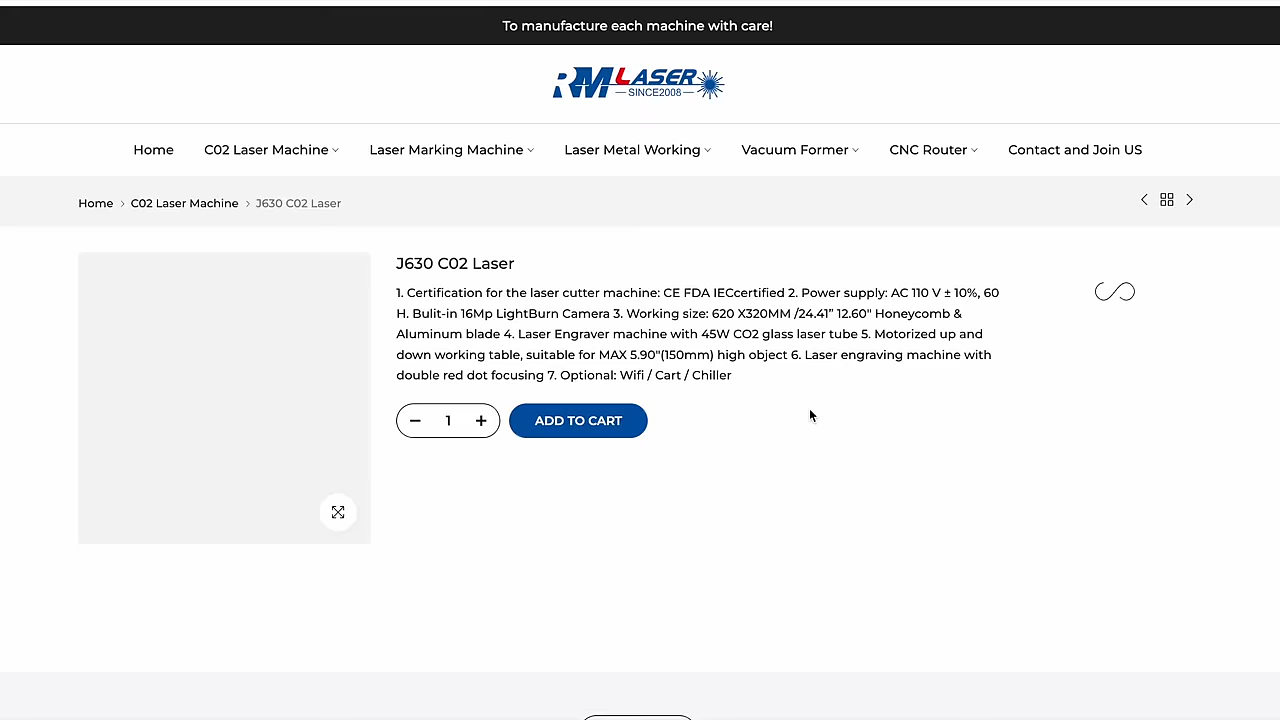 To manufacture each machine with care!
RMLASER
SINCE2008
Home C02 Laser Machine Laser Marking Machine Laser Metal Working Vacuum Former CNC Router Contact and Join US
Home > C02 Laser Machine > J630 C02 Laser
J630 C02 Laser
1. Certification for the laser cutter machine: CE FDA IECcertified 2. Power supply: AC 110 V ± 10%, 60
H. Bulit-in 16Mp LightBurn Camera 3. Working size: 620 X320MM /24.41” 12.60" Honeycomb &
Aluminum blade 4. Laser Engraver machine with 45W CO2 glass laser tube 5. Motorized up and
down working table, suitable for MAX 5.90"(150mm) high object 6. Laser engraving machine with
double red dot focusing 7. Optional: Wifi / Cart / Chiller
− 1 + ADD TO CART